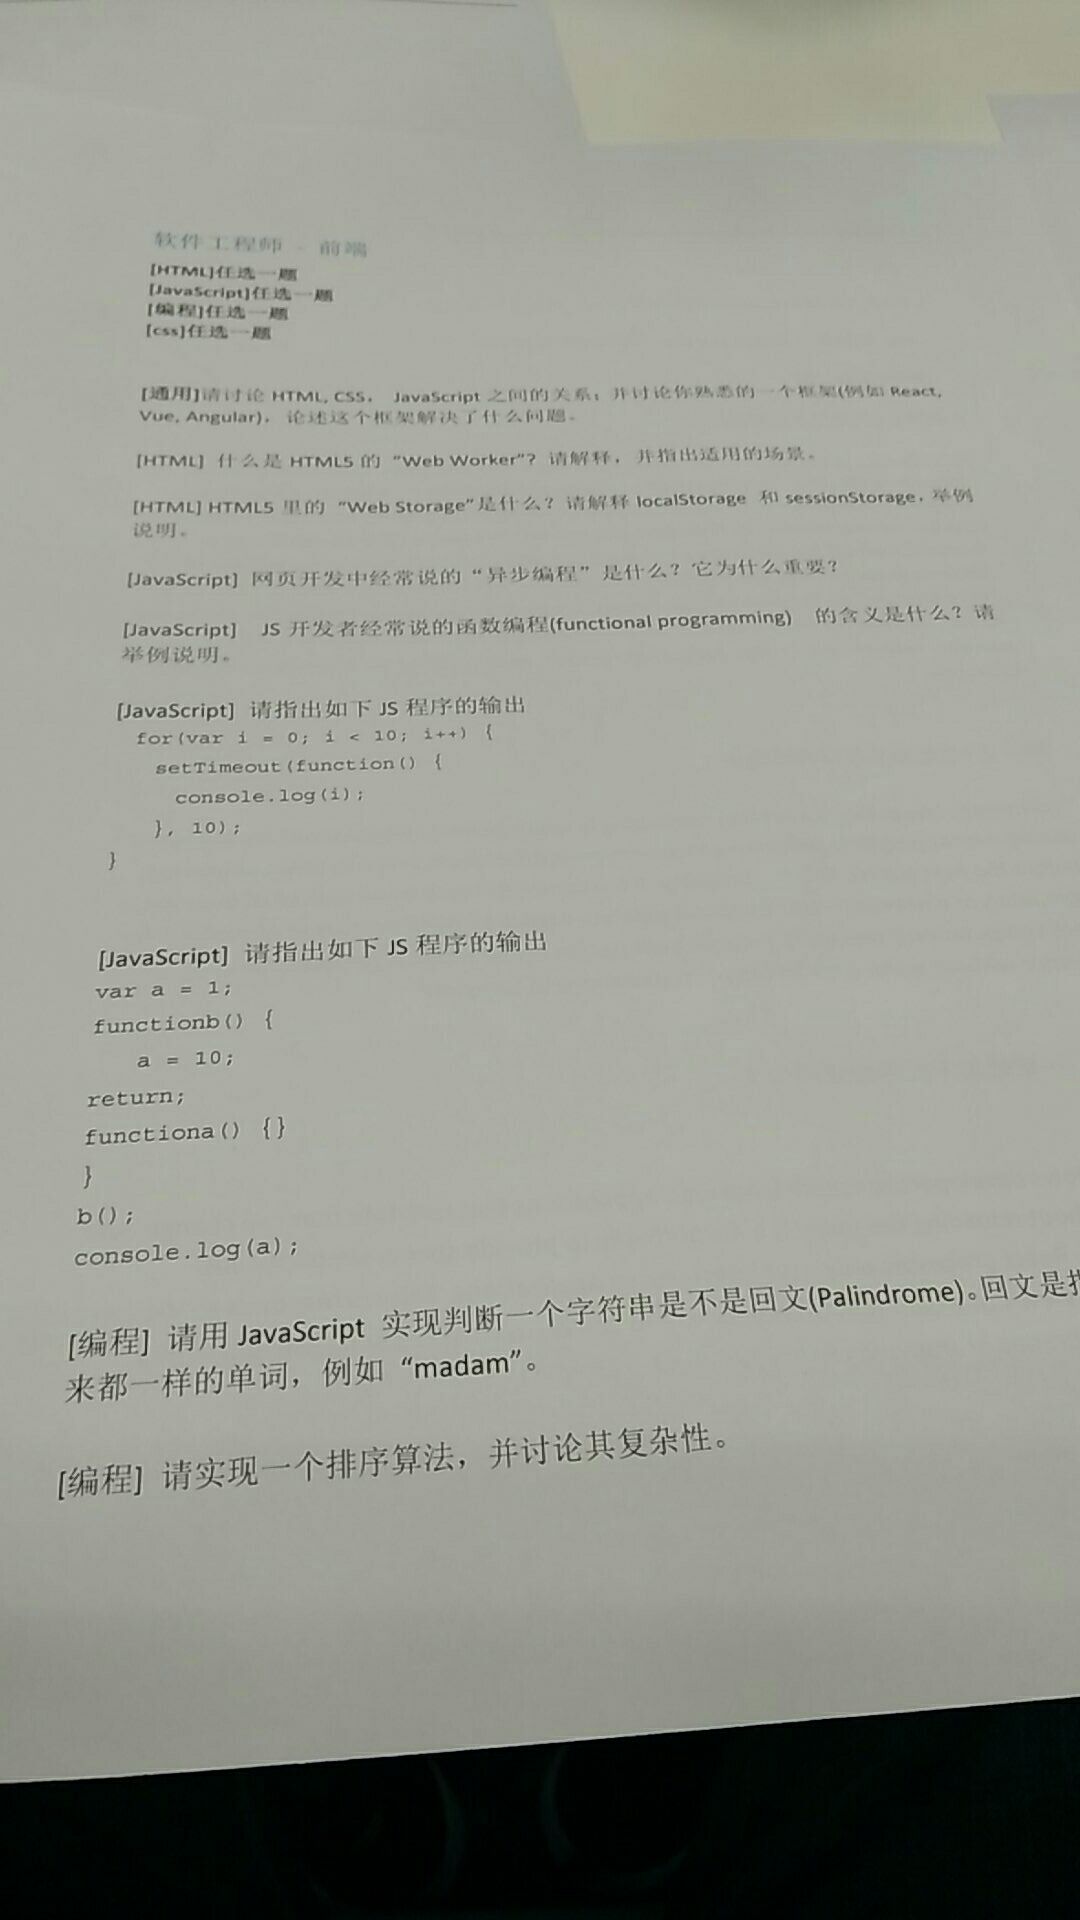 软件工程师 - 前端
[HTML]任选一题
[JavaScript]任选一题
[编程]任选一题
[css]任选一题
[通用]请讨论 HTML, CSS， JavaScript 之间的关系；并讨论你熟悉的一个框架(例如 React,
Vue, Angular)， 论述这个框架解决了什么问题。
[HTML] 什么是 HTML5 的 “Web Worker”？请解释，并指出适用的场景。
[HTML] HTML5 里的 “Web Storage”是什么？请解释 localStorage 和 sessionStorage，举例
说明。
[JavaScript] 网页开发中经常说的“异步编程”是什么？它为什么重要？
[JavaScript] JS 开发者经常说的函数编程(functional programming) 的含义是什么？请
举例说明。
[JavaScript] 请指出如下 JS 程序的输出
for(var i = 0; i < 10; i++) {
setTimeout(function() {
console.log(i);
}, 10);
}
[JavaScript] 请指出如下 JS 程序的输出
var a = 1;
functionb() {
a = 10;
return;
functiona() {}
}
b();
console.log(a);
[编程] 请用 JavaScript 实现判断一个字符串是不是回文(Palindrome)。回文是
来都一样的单词，例如 “madam”。
[编程] 请实现一个排序算法，并讨论其复杂性。